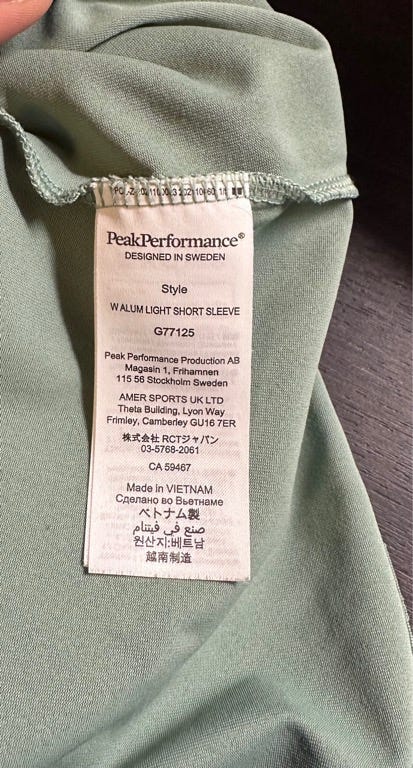 PeakPerformance®
DESIGNED IN SWEDEN
Style
W ALUM LIGHT SHORT SLEEVE
G77125
Peak Performance Production AB
Magasin 1, Frihamnen
115 56 Stockholm Sweden
AMER SPORTS UK LTD
Theta Building, Lyon Way
Frimley, Camberley GU16 7ER
株式会社 RCTジャパン
03-5768-2061
CA 59467
Made in VIETNAM
Сделано во Вьетнаме
ベトナム製
صنع في فيتنام
원산지:베트남
越南制造